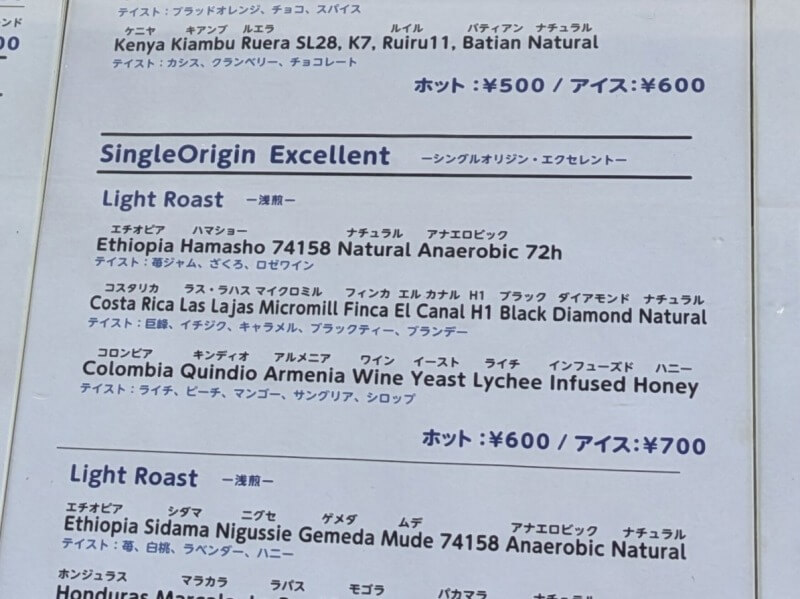 テイスト：ブラッドオレンジ、チョコ、スパイス
ケニヤ キアンブ ルエラ ルイル バティアン ナチュラル
Kenya Kiambu Ruera SL28, K7, Ruiru11, Batian Natural
テイスト：カシス、クランベリー、チョコレート
ホット：¥500 / アイス：¥600
SingleOrigin Excellent ーシングルオリジン・エクセレントー
Light Roast ー浅煎ー
エチオピア ハマショー ナチュラル アナエロビック
Ethiopia Hamasho 74158 Natural Anaerobic 72h
テイスト：苺ジャム、ざくろ、ロゼワイン
コスタリカ ラス・ラハス マイクロミル フィンカ エル カナル H1 ブラック ダイアモンド ナチュラル
Costa Rica Las Lajas Micromill Finca El Canal H1 Black Diamond Natural
テイスト：巨峰、イチジク、キャラメル、ブラックティー、ブランデー
コロンビア キンディオ アルメニア ワイン イースト ライチ インフューズド ハニー
Colombia Quindio Armenia Wine Yeast Lychee Infused Honey
テイスト：ライチ、ピーチ、マンゴー、サングリア、シロップ
ホット：¥600 / アイス：¥700
Light Roast ー浅煎ー
エチオピア シダマ ニグセ ゲメダ ムデ アナエロビック ナチュラル
Ethiopia Sidama Nigussie Gemeda Mude 74158 Anaerobic Natural
テイスト：苺、白桃、ラベンダー、ハニー
ホンジュラス マラカラ ラパス モゴラ パカマラ ナチュラル
Honduras